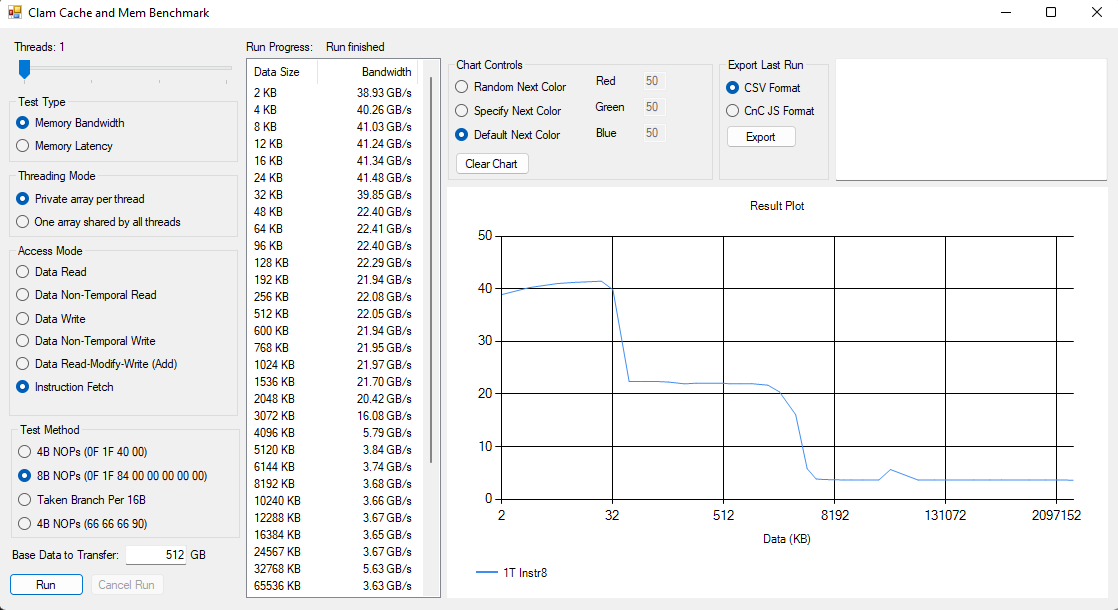 Clam Cache and Mem Benchmark
Threads: 1
Test Type
Memory Bandwidth
Memory Latency
Threading Mode
Private array per thread
One array shared by all threads
Access Mode
Data Read
Data Non-Temporal Read
Data Write
Data Non-Temporal Write
Data Read-Modify-Write (Add)
Instruction Fetch
Test Method
4B NOPs (0F 1F 40 00)
8B NOPs (0F 1F 84 00 00 00 00 00)
Taken Branch Per 16B
4B NOPs (66 66 66 90)
Base Data to Transfer: 512 GB
Run Cancel Run
Run Progress: Run finished
Data Size Bandwidth
2 KB 38.93 GB/s
4 KB 40.26 GB/s
8 KB 41.03 GB/s
12 KB 41.24 GB/s
16 KB 41.34 GB/s
24 KB 41.48 GB/s
32 KB 39.85 GB/s
48 KB 22.40 GB/s
64 KB 22.41 GB/s
96 KB 22.40 GB/s
128 KB 22.29 GB/s
192 KB 21.94 GB/s
256 KB 22.08 GB/s
512 KB 22.05 GB/s
600 KB 21.94 GB/s
768 KB 21.95 GB/s
1024 KB 21.97 GB/s
1536 KB 21.70 GB/s
2048 KB 20.42 GB/s
3072 KB 16.08 GB/s
4096 KB 5.79 GB/s
5120 KB 3.84 GB/s
6144 KB 3.74 GB/s
8192 KB 3.68 GB/s
10240 KB 3.66 GB/s
12288 KB 3.67 GB/s
16384 KB 3.65 GB/s
24567 KB 3.67 GB/s
32768 KB 5.63 GB/s
65536 KB 3.63 GB/s
Chart Controls
Random Next Color Red 50
Specify Next Color Green 50
Default Next Color Blue 50
Clear Chart
Export Last Run
CSV Format
CnC JS Format
Export
Result Plot
50
40
30
20
10
0
2 32 512 8192 131072 2097152
Data (KB)
1T Instr8